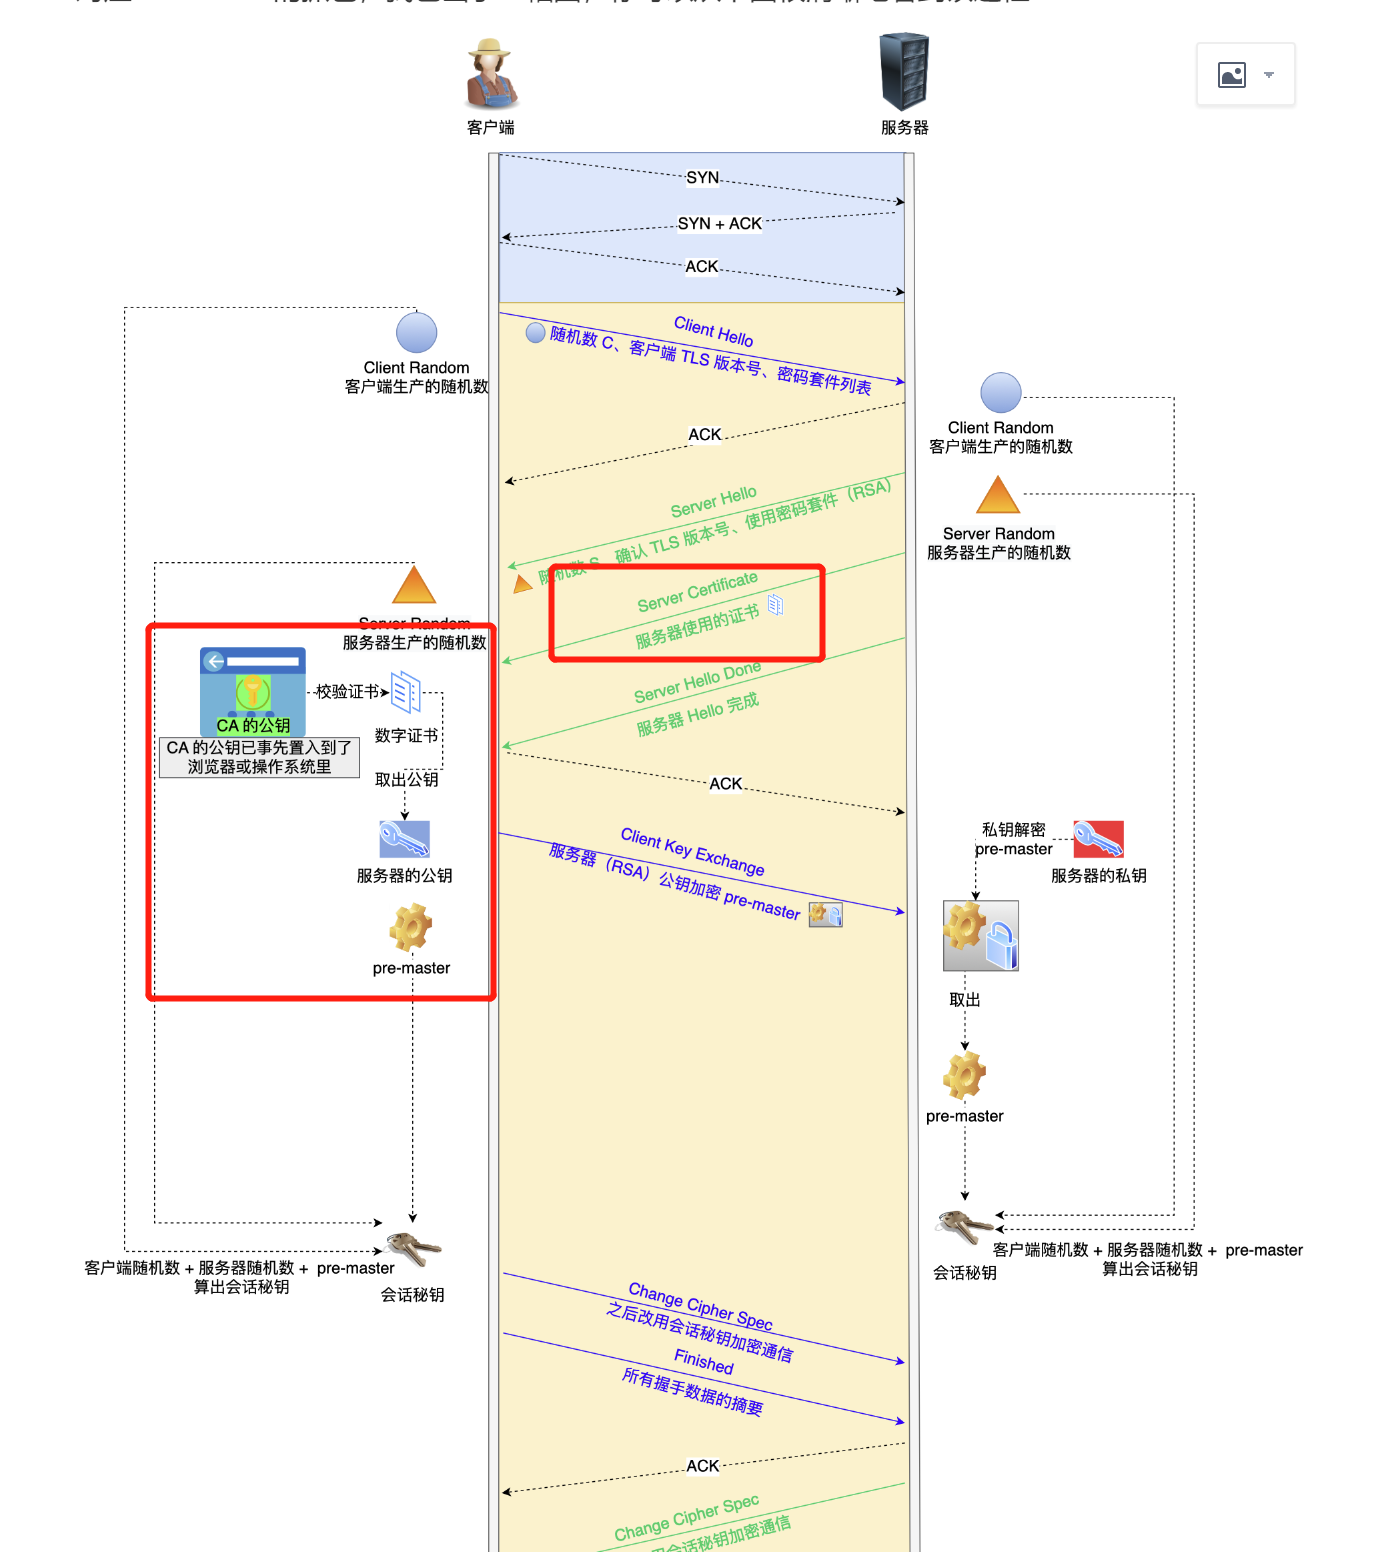 客户端
服务器
SYN
SYN + ACK
ACK
Client Hello
随机数 C、客户端 TLS 版本号、密码套件列表
Client Random
客户端生产的随机数
Client Random
客户端生产的随机数
ACK
Server Hello
随机数 S、确认 TLS 版本号、使用密码套件（RSA）
Server Random
服务器生产的随机数
Server Certificate
服务器使用的证书
Server Random
服务器生产的随机数
校验证书
CA 的公钥
CA 的公钥已事先置入到了
浏览器或操作系统里
数字证书
取出公钥
服务器的公钥
pre-master
Server Hello Done
服务器 Hello 完成
ACK
Client Key Exchange
服务器（RSA）公钥加密 pre-master
私钥解密
pre-master
服务器的私钥
取出
pre-master
客户端随机数 + 服务器随机数 + pre-master
算出会话秘钥
会话秘钥
客户端随机数 + 服务器随机数 + pre-master
算出会话秘钥
会话秘钥
Change Cipher Spec
之后改用会话秘钥加密通信
Finished
所有握手数据的摘要
ACK
Change Cipher Spec
用会话秘钥加密通信